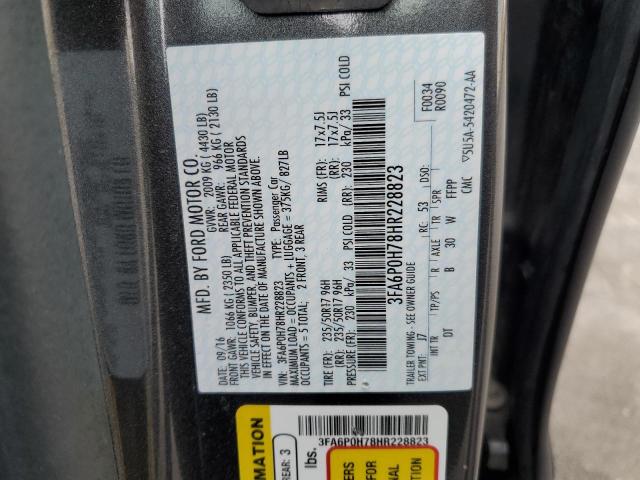 MFD. BY FORD MOTOR CO.
DATE: 09/16 GVWR: 2009 KG ( 4430 LB)
FRONT GAWR: 1066 KG ( 2350 LB) REAR GAWR: 966 KG ( 2130 LB)
THIS VEHICLE CONFORMS TO ALL APPLICABLE FEDERAL MOTOR
VEHICLE SAFETY, BUMPER, AND THEFT PREVENTION STANDARDS
IN EFFECT ON THE DATE OF MANUFACTURE SHOWN ABOVE.
VIN: 3FA6P0H78HR228823 TYPE: Passenger Car
MAXIMUM LOAD = OCCUPANTS + LUGGAGE = 375KG/ 827LB
OCCUPANTS = 5 TOTAL: 2 FRONT, 3 REAR
TIRE (FR): 235/50R17 96H RIMS (FR): 17x7.5J
TIRE (RR): 235/50R17 96H RIMS (RR): 17x7.5J
PRESSURE (FR): 230 kPa/ 33 PSI COLD (RR): 230 kPa/ 33 PSI COLD
3FA6P0H78HR228823
F0034
R0090
TRAILER TOWING - SEE OWNER GUIDE
EXT PNT: J7 RC: 53 DSO:
INT TR TP/PS R AXLE TR SPR
DT B 30 W FFPP
CMC 5U5A-5420472-AA
3FA6P0H78HR228823
REAR: 3
lbs.